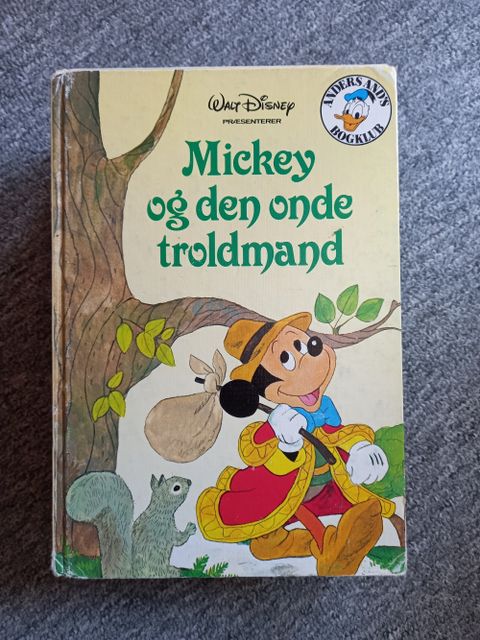 WALT DISNEY
PRÆSENTERER
ANDERS AND'S
BOGKLUB
Mickey
og den onde
troldmand